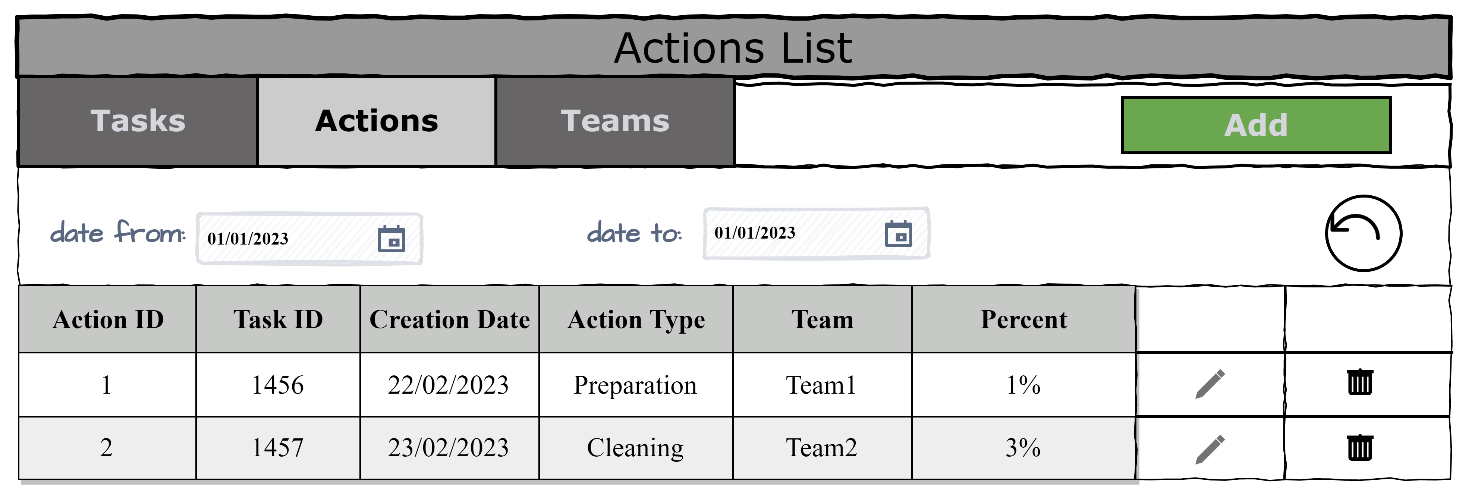 Actions List
Tasks Actions Teams Add
date from: 01/01/2023 date to: 01/01/2023
Action ID Task ID Creation Date Action Type Team Percent
1 1456 22/02/2023 Preparation Team1 1%
2 1457 23/02/2023 Cleaning Team2 3%